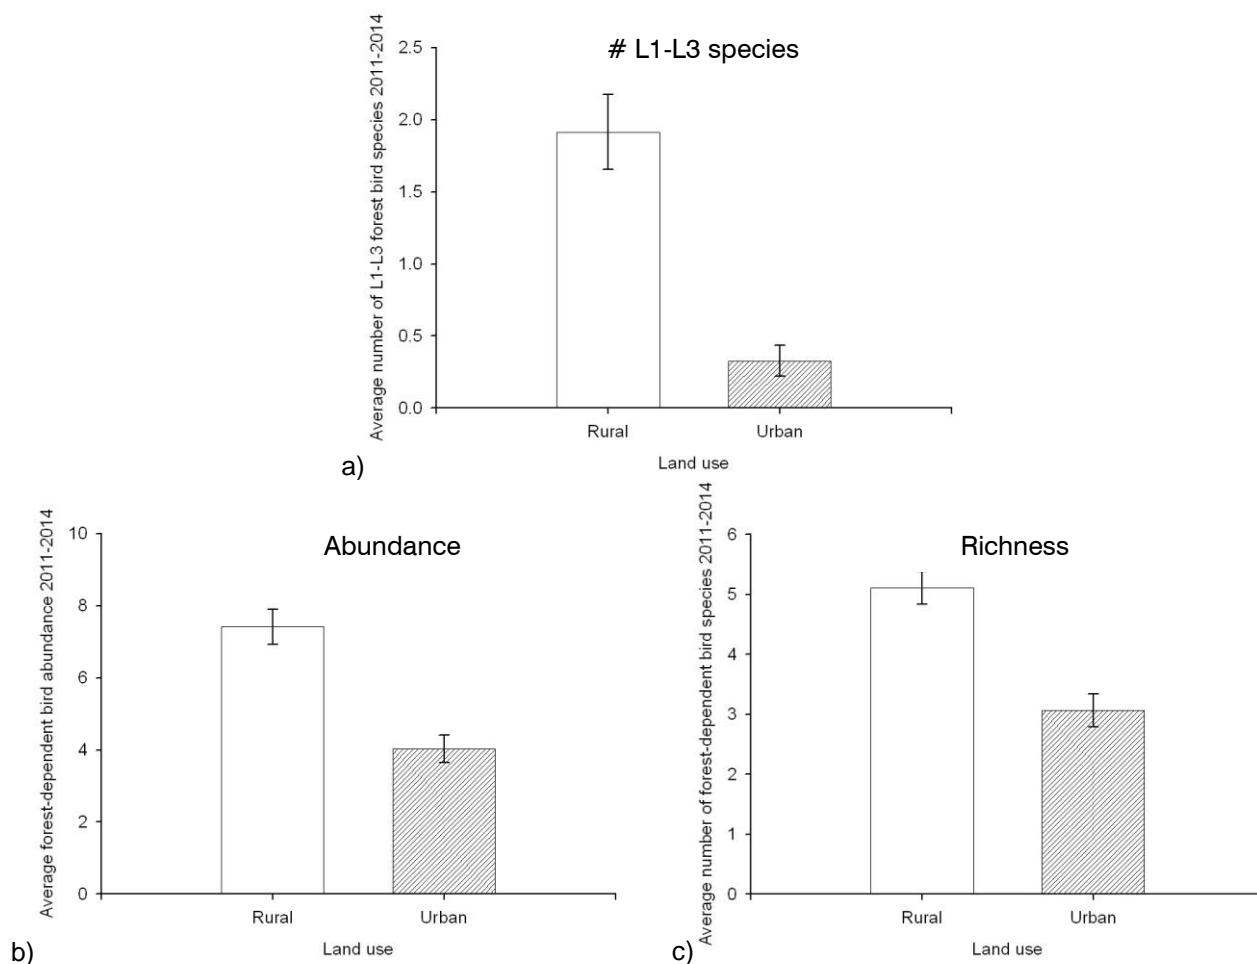 # L1-L3 species
Average number of L1-L3 forest bird species 2011-2014
2.5
2.0
1.5
1.0
0.5
0.0
Rural Urban
Land use
a)
Abundance
Average forest-dependent bird abundance 2011-2014
10
8
6
4
2
0
Rural Urban
Land use
b)
Richness
Average number of forest-dependent bird species 2011-2014
6
5
4
3
2
1
0
Rural Urban
Land use
c)